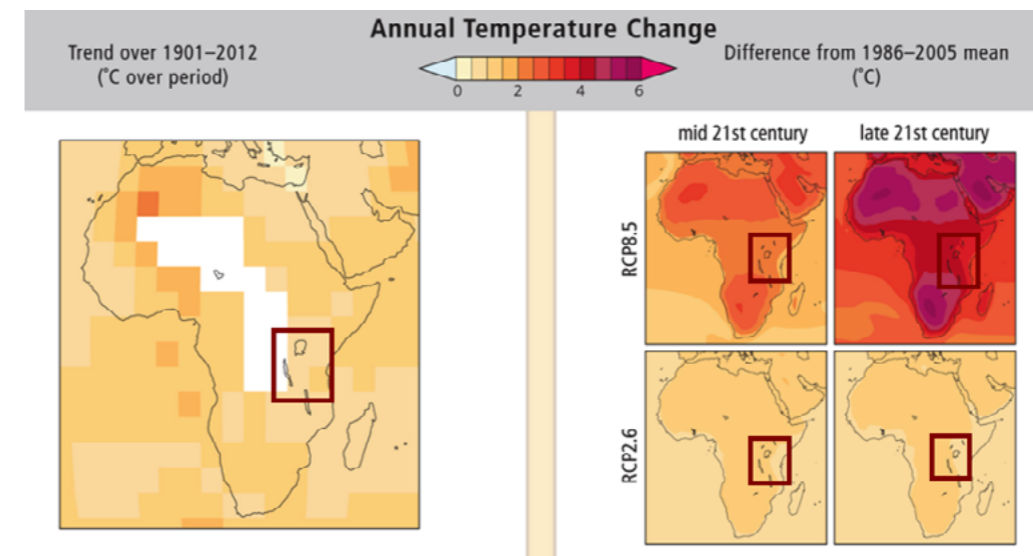 Annual Temperature Change
Trend over 1901–2012
(˚C over period)
0 2 4 6
Difference from 1986–2005 mean
(˚C)
mid 21st century
late 21st century
RCP8.5
RCP2.6